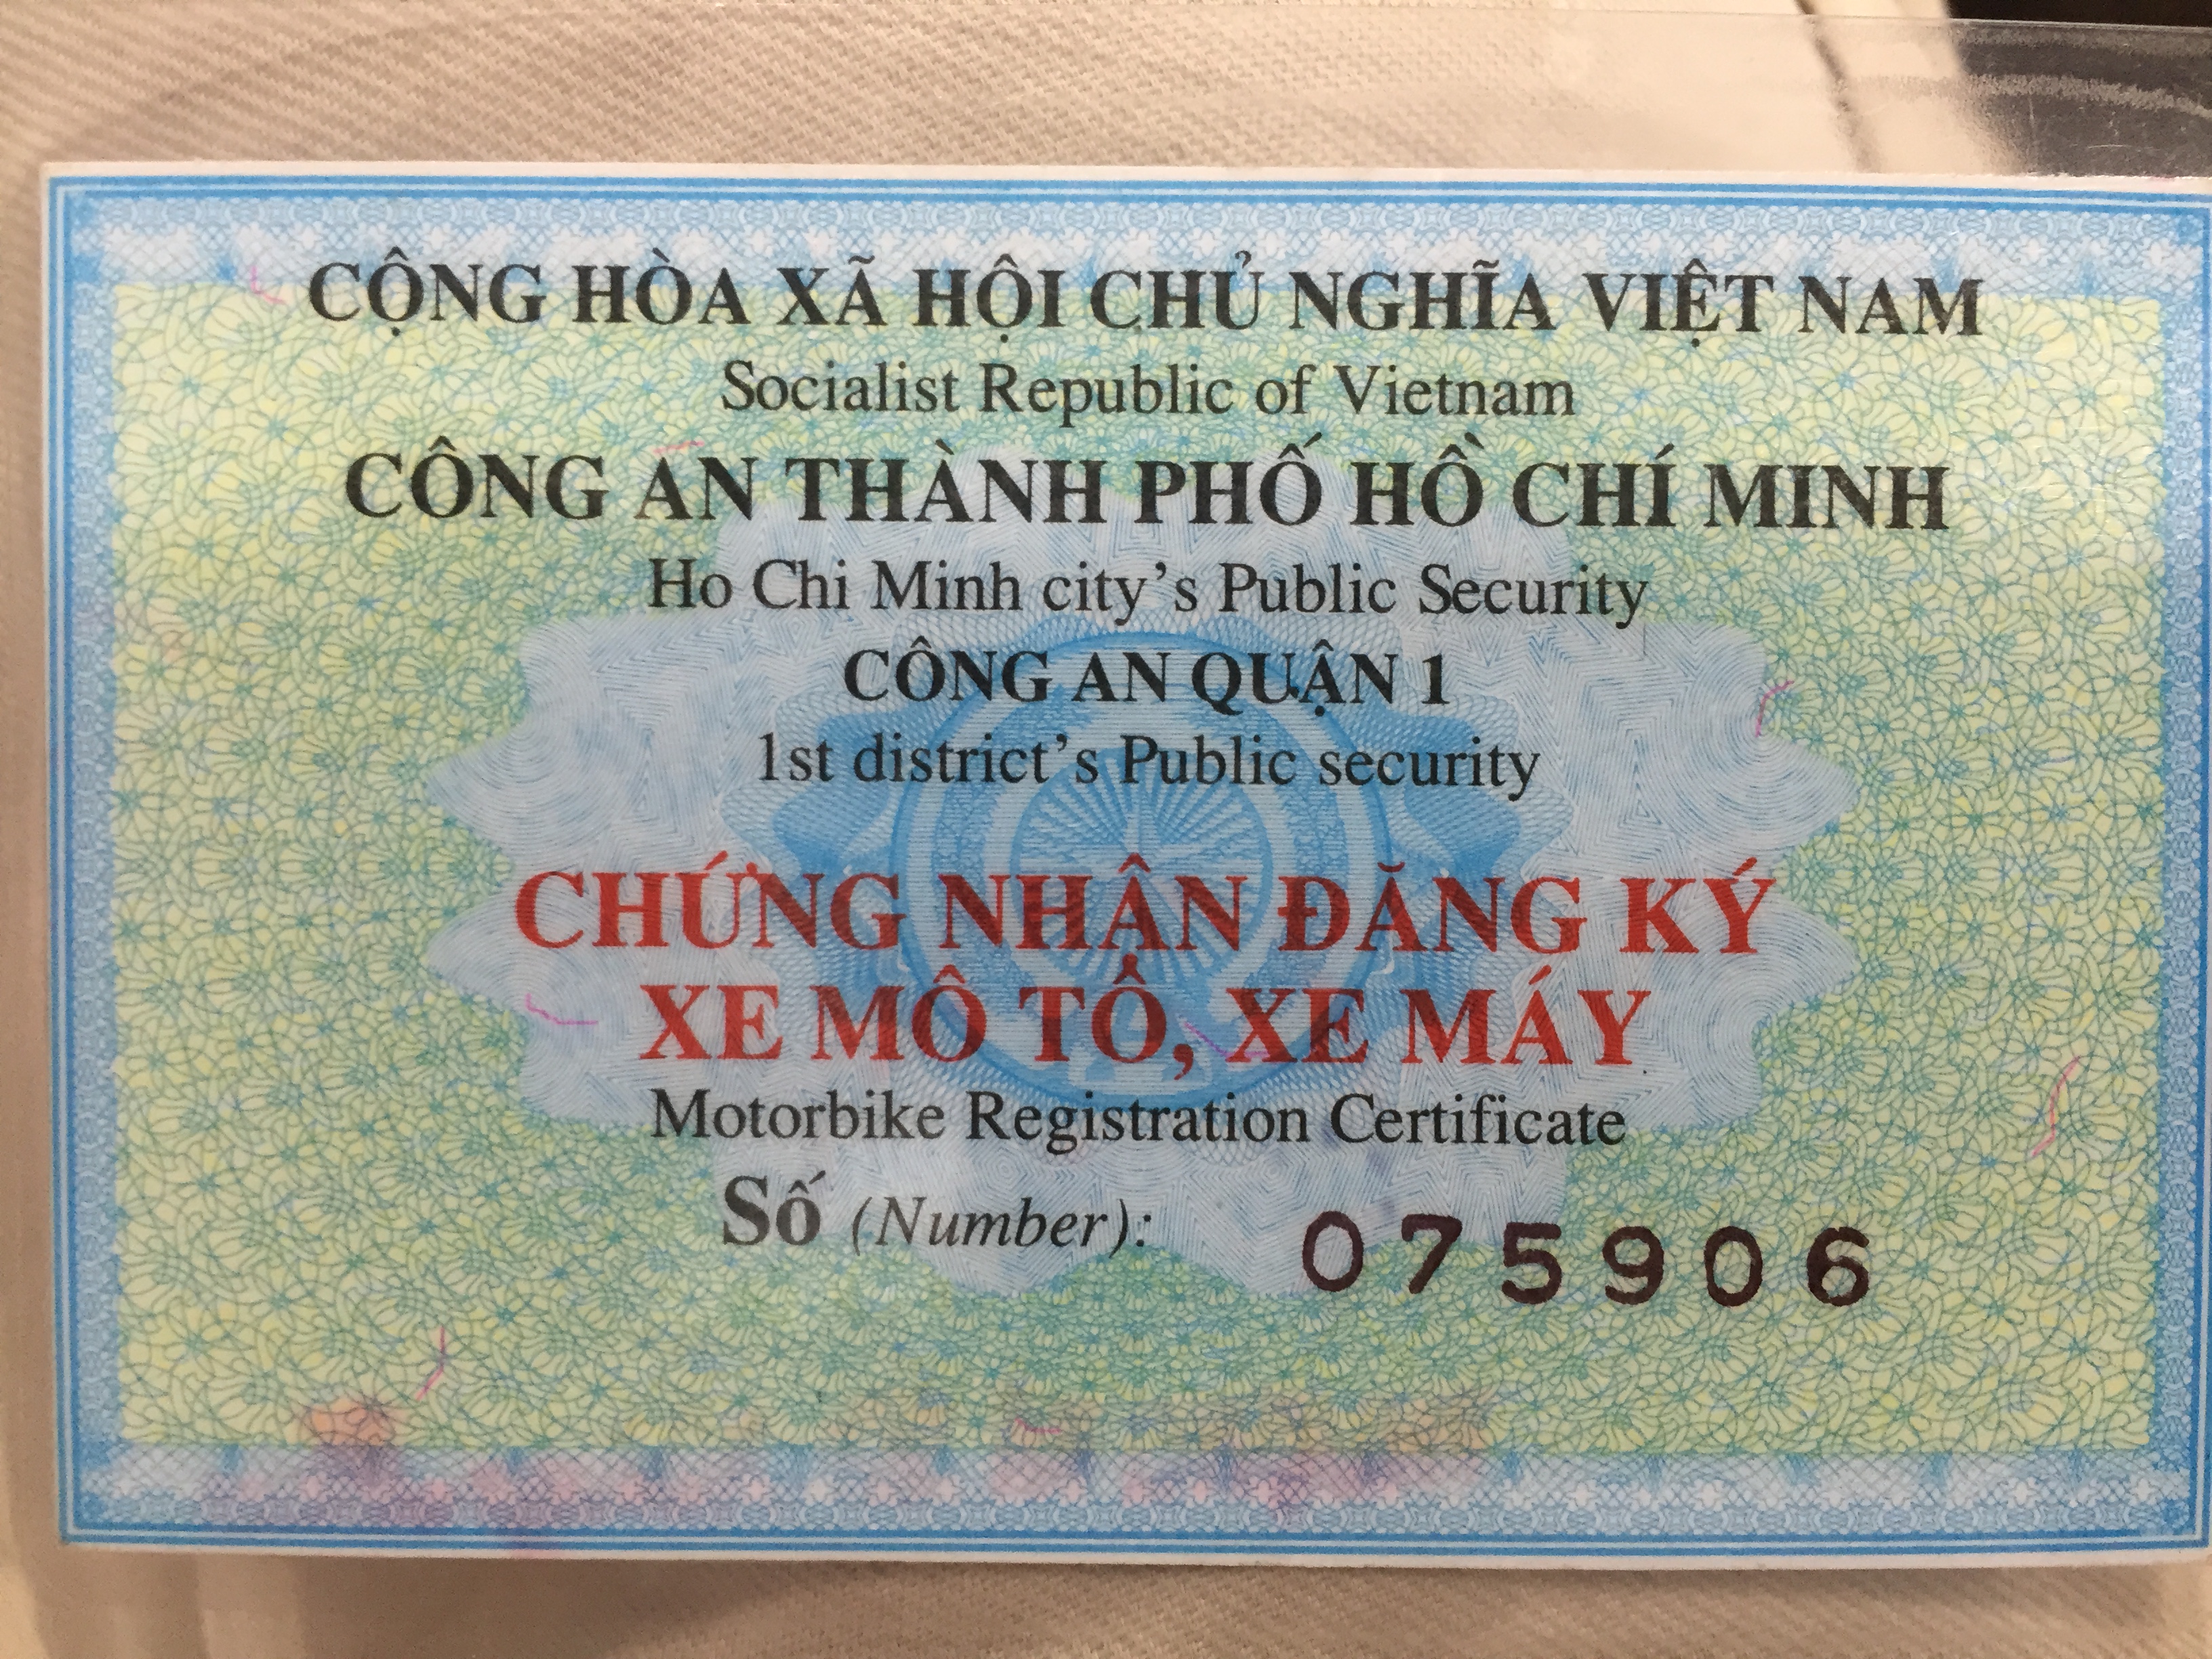 CỘNG HÒA XÃ HỘI CHỦ NGHĨA VIỆT NAM
Socialist Republic of Vietnam
CÔNG AN THÀNH PHỐ HỒ CHÍ MINH
Ho Chi Minh city's Public Security
CÔNG AN QUẬN 1
1st district's Public security
CHỨNG NHẬN ĐĂNG KÝ
XE MÔ TÔ, XE MÁY
Motorbike Registration Certificate
Số (Number): 075906